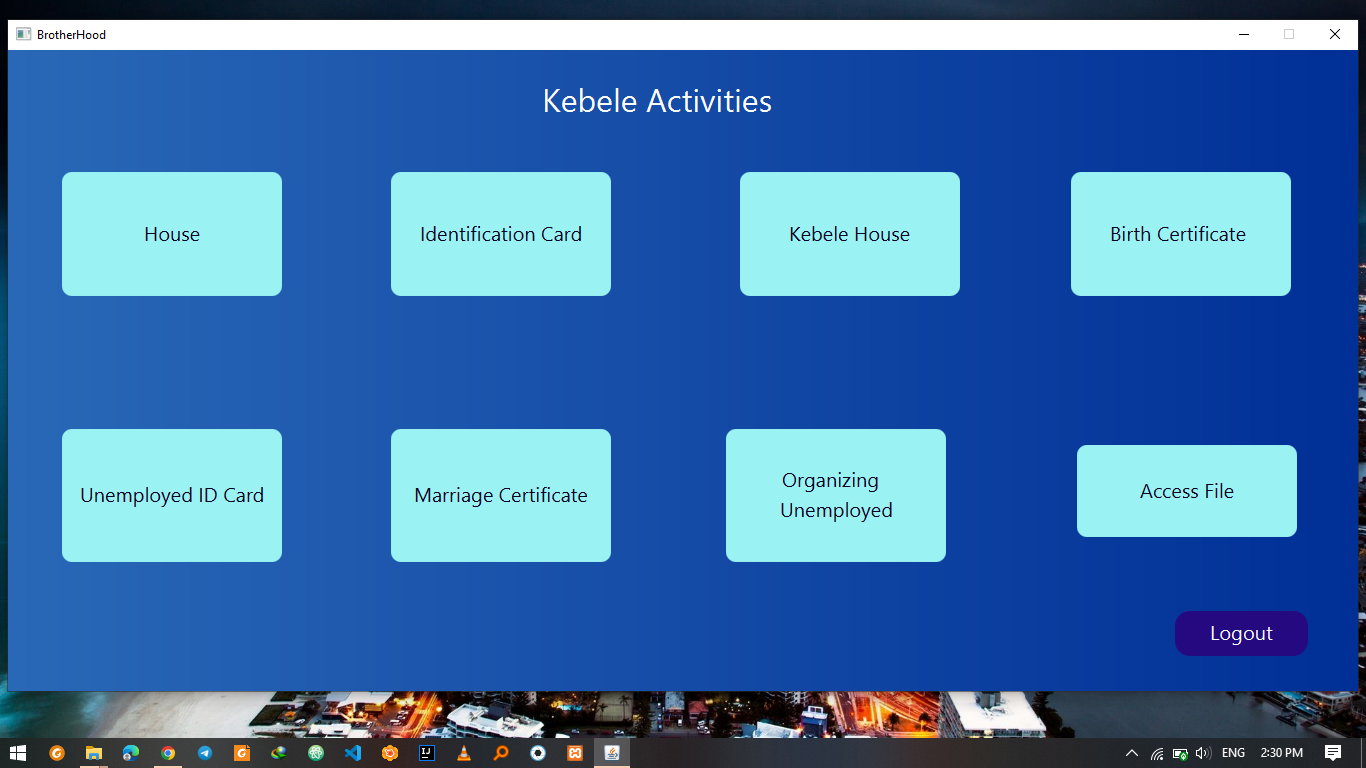 BrotherHood
Kebele Activities
House
Identification Card
Kebele House
Birth Certificate
Unemployed ID Card
Marriage Certificate
Organizing
Unemployed
Access File
Logout
ENG
2:30 PM